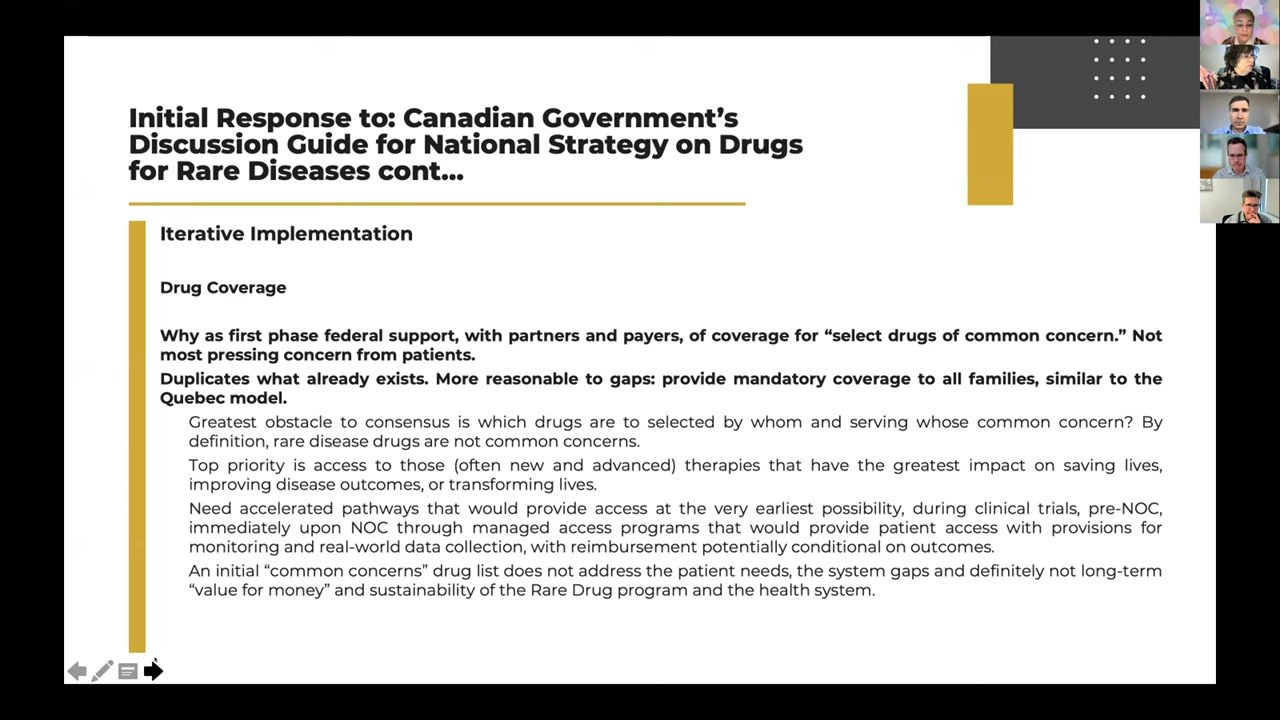 Initial Response to: Canadian Government’s
Discussion Guide for National Strategy on Drugs
for Rare Diseases cont...
Iterative Implementation
Drug Coverage
Why as first phase federal support, with partners and payers, of coverage for “select drugs of common concern.” Not
most pressing concern from patients.
Duplicates what already exists. More reasonable to gaps: provide mandatory coverage to all families, similar to the
Quebec model.
Greatest obstacle to consensus is which drugs are to selected by whom and serving whose common concern? By
definition, rare disease drugs are not common concerns.
Top priority is access to those (often new and advanced) therapies that have the greatest impact on saving lives,
improving disease outcomes, or transforming lives.
Need accelerated pathways that would provide access at the very earliest possibility, during clinical trials, pre-NOC,
immediately upon NOC through managed access programs that would provide patient access with provisions for
monitoring and real-world data collection, with reimbursement potentially conditional on outcomes.
An initial “common concerns” drug list does not address the patient needs, the system gaps and definitely not long-term
“value for money” and sustainability of the Rare Drug program and the health system.